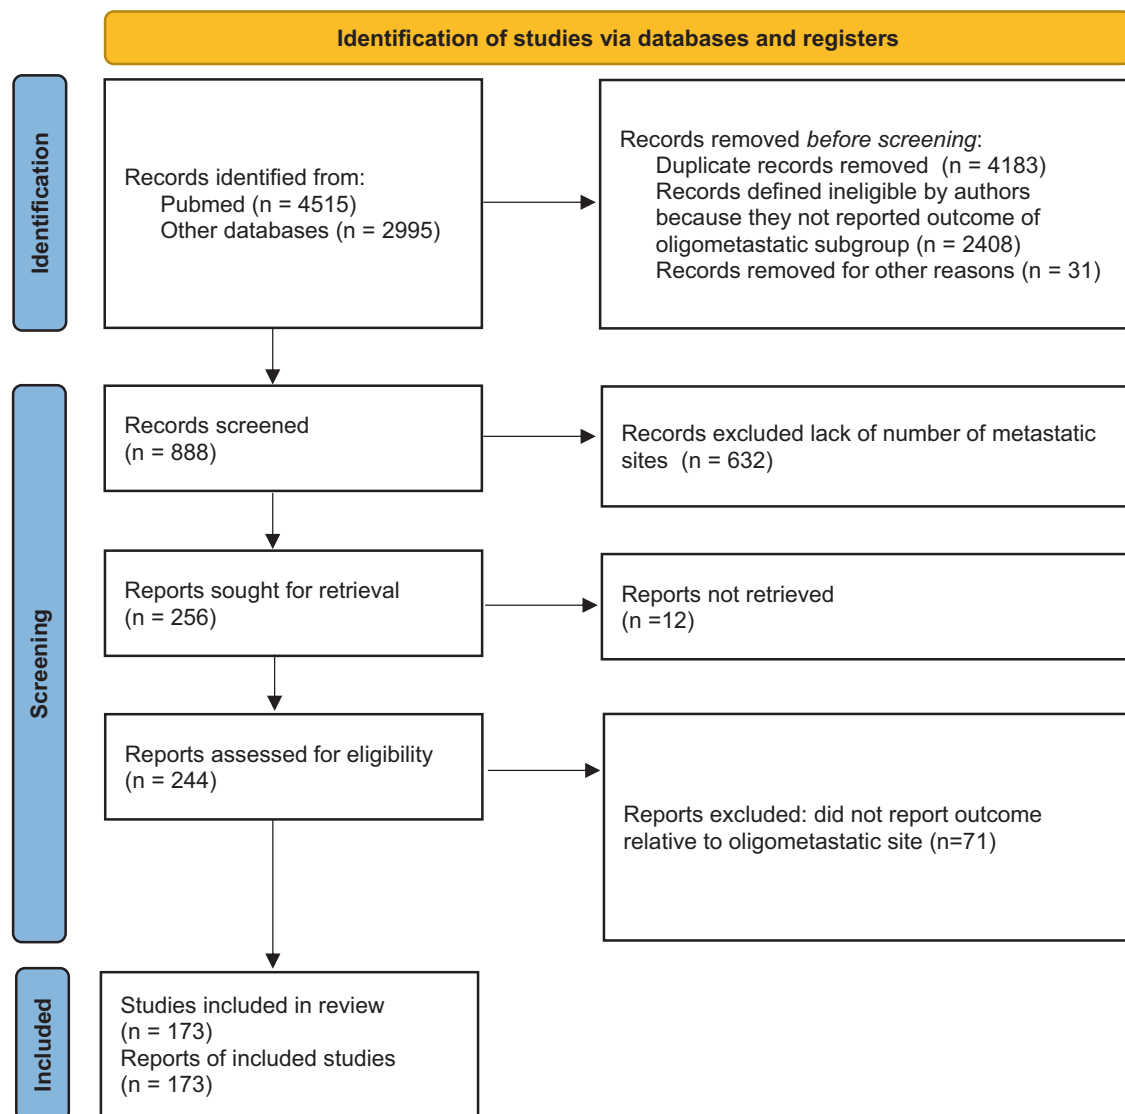 Identification of studies via databases and registers
Identification
Records identified from:
Pubmed (n = 4515)
Other databases (n = 2995)
Records removed before screening:
Duplicate records removed (n = 4183)
Records defined ineligible by authors
because they not reported outcome of
oligometastatic subgroup (n = 2408)
Records removed for other reasons (n = 31)
Screening
Records screened
(n = 888)
Records excluded lack of number of metastatic
sites (n = 632)
Reports sought for retrieval
(n = 256)
Reports not retrieved
(n =12)
Reports assessed for eligibility
(n = 244)
Reports excluded: did not report outcome
relative to oligometastatic site (n=71)
Included
Studies included in review
(n = 173)
Reports of included studies
(n = 173)